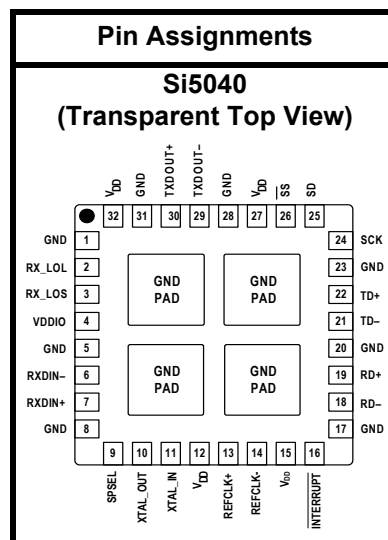 Pin Assignments
Si5040
(Transparent Top View)
VDD
GND
TXDOUT+
TXDOUT–
GND
VDD
SS
SD
32
31
30
29
28
27
26
25
GND 1
24 SCK
RX_LOL 2
23 GND
RX_LOS 3
22 TD+
VDDIO 4
21 TD–
GND 5
20 GND
RXDIN– 6
19 RD+
RXDIN+ 7
18 RD–
GND 8
17 GND
GND
PAD
GND
PAD
GND
PAD
GND
PAD
9
10
11
12
13
14
15
16
SPSEL
XTAL_OUT
XTAL_IN
VDD
REFCLK+
REFCLK-
VDD
INTERRUPT